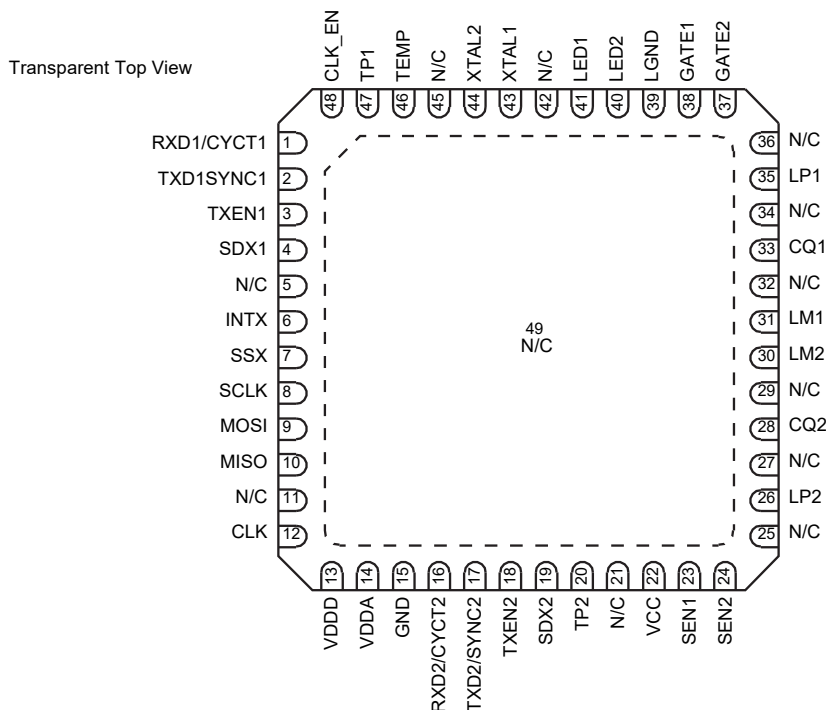 Transparent Top View
CLK_EN
TP1
TEMP
N/C
XTAL2
XTAL1
N/C
LED1
LED2
LGND
GATE1
GATE2
48
47
46
45
44
43
42
41
40
39
38
37
RXD1/CYCT1 1
TXD1SYNC1 2
TXEN1 3
SDX1 4
N/C 5
INTX 6
SSX 7
SCLK 8
MOSI 9
MISO 10
N/C 11
CLK 12
49
N/C
36 N/C
35 LP1
34 N/C
33 CQ1
32 N/C
31 LM1
30 LM2
29 N/C
28 CQ2
27 N/C
26 LP2
25 N/C
13
14
15
16
17
18
19
20
21
22
23
24
VDDD
VDDA
GND
RXD2/CYCT2
TXD2/SYNC2
TXEN2
SDX2
TP2
N/C
VCC
SEN1
SEN2